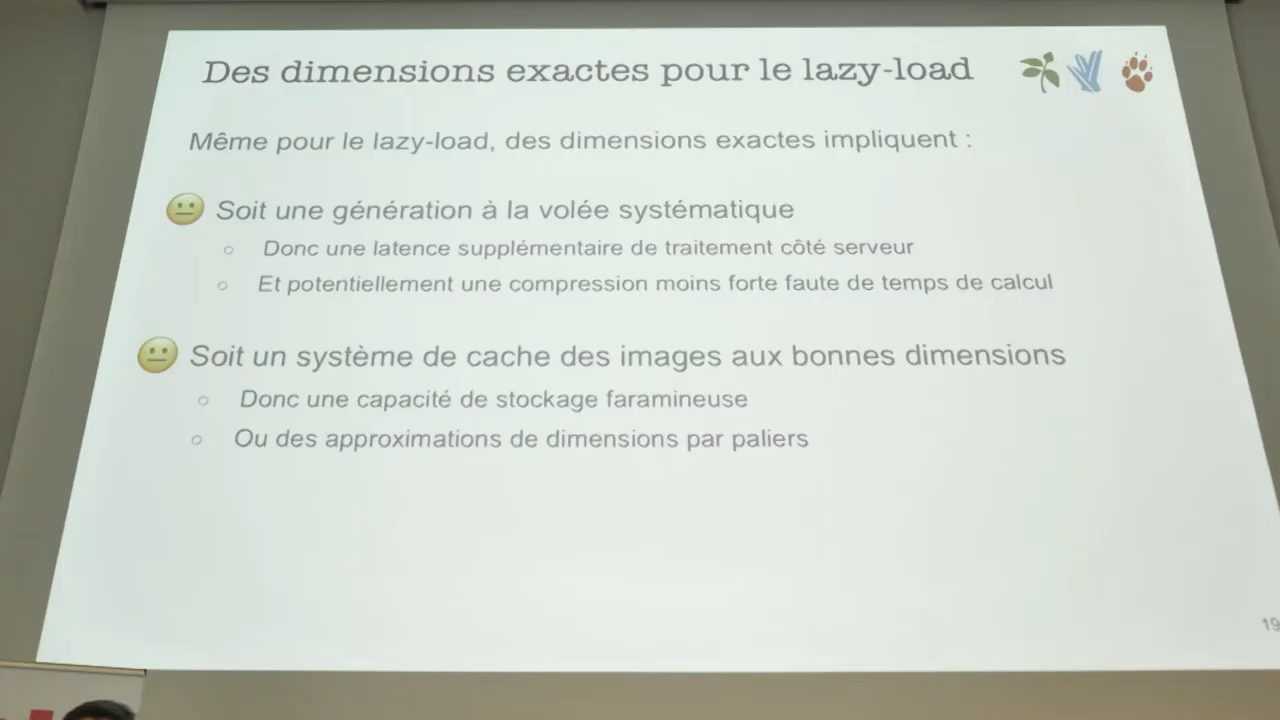 Des dimensions exactes pour le lazy-load
Même pour le lazy-load, des dimensions exactes impliquent :
Soit une génération à la volée systématique
Donc une latence supplémentaire de traitement côté serveur
Et potentiellement une compression moins forte faute de temps de calcul
Soit un système de cache des images aux bonnes dimensions
Donc une capacité de stockage faramineuse
Ou des approximations de dimensions par paliers
19